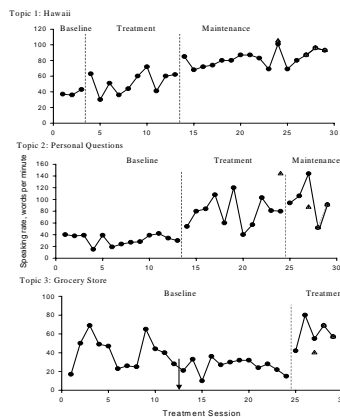 Topic 1: Hawaii
Baseline Treatment Maintenance
120
100
80
60
40
20
0
0 5 10 15 20 25 30
Topic 2: Personal Questions
Baseline Treatment Maintenance
Speaking rate, words per minute
160
140
120
100
80
60
40
20
0
0 5 10 15 20 25 30
Topic 3: Grocery Store
Baseline Treatmen
100
80
60
40
20
0
0 5 10 15 20 25 3
Treatment Session